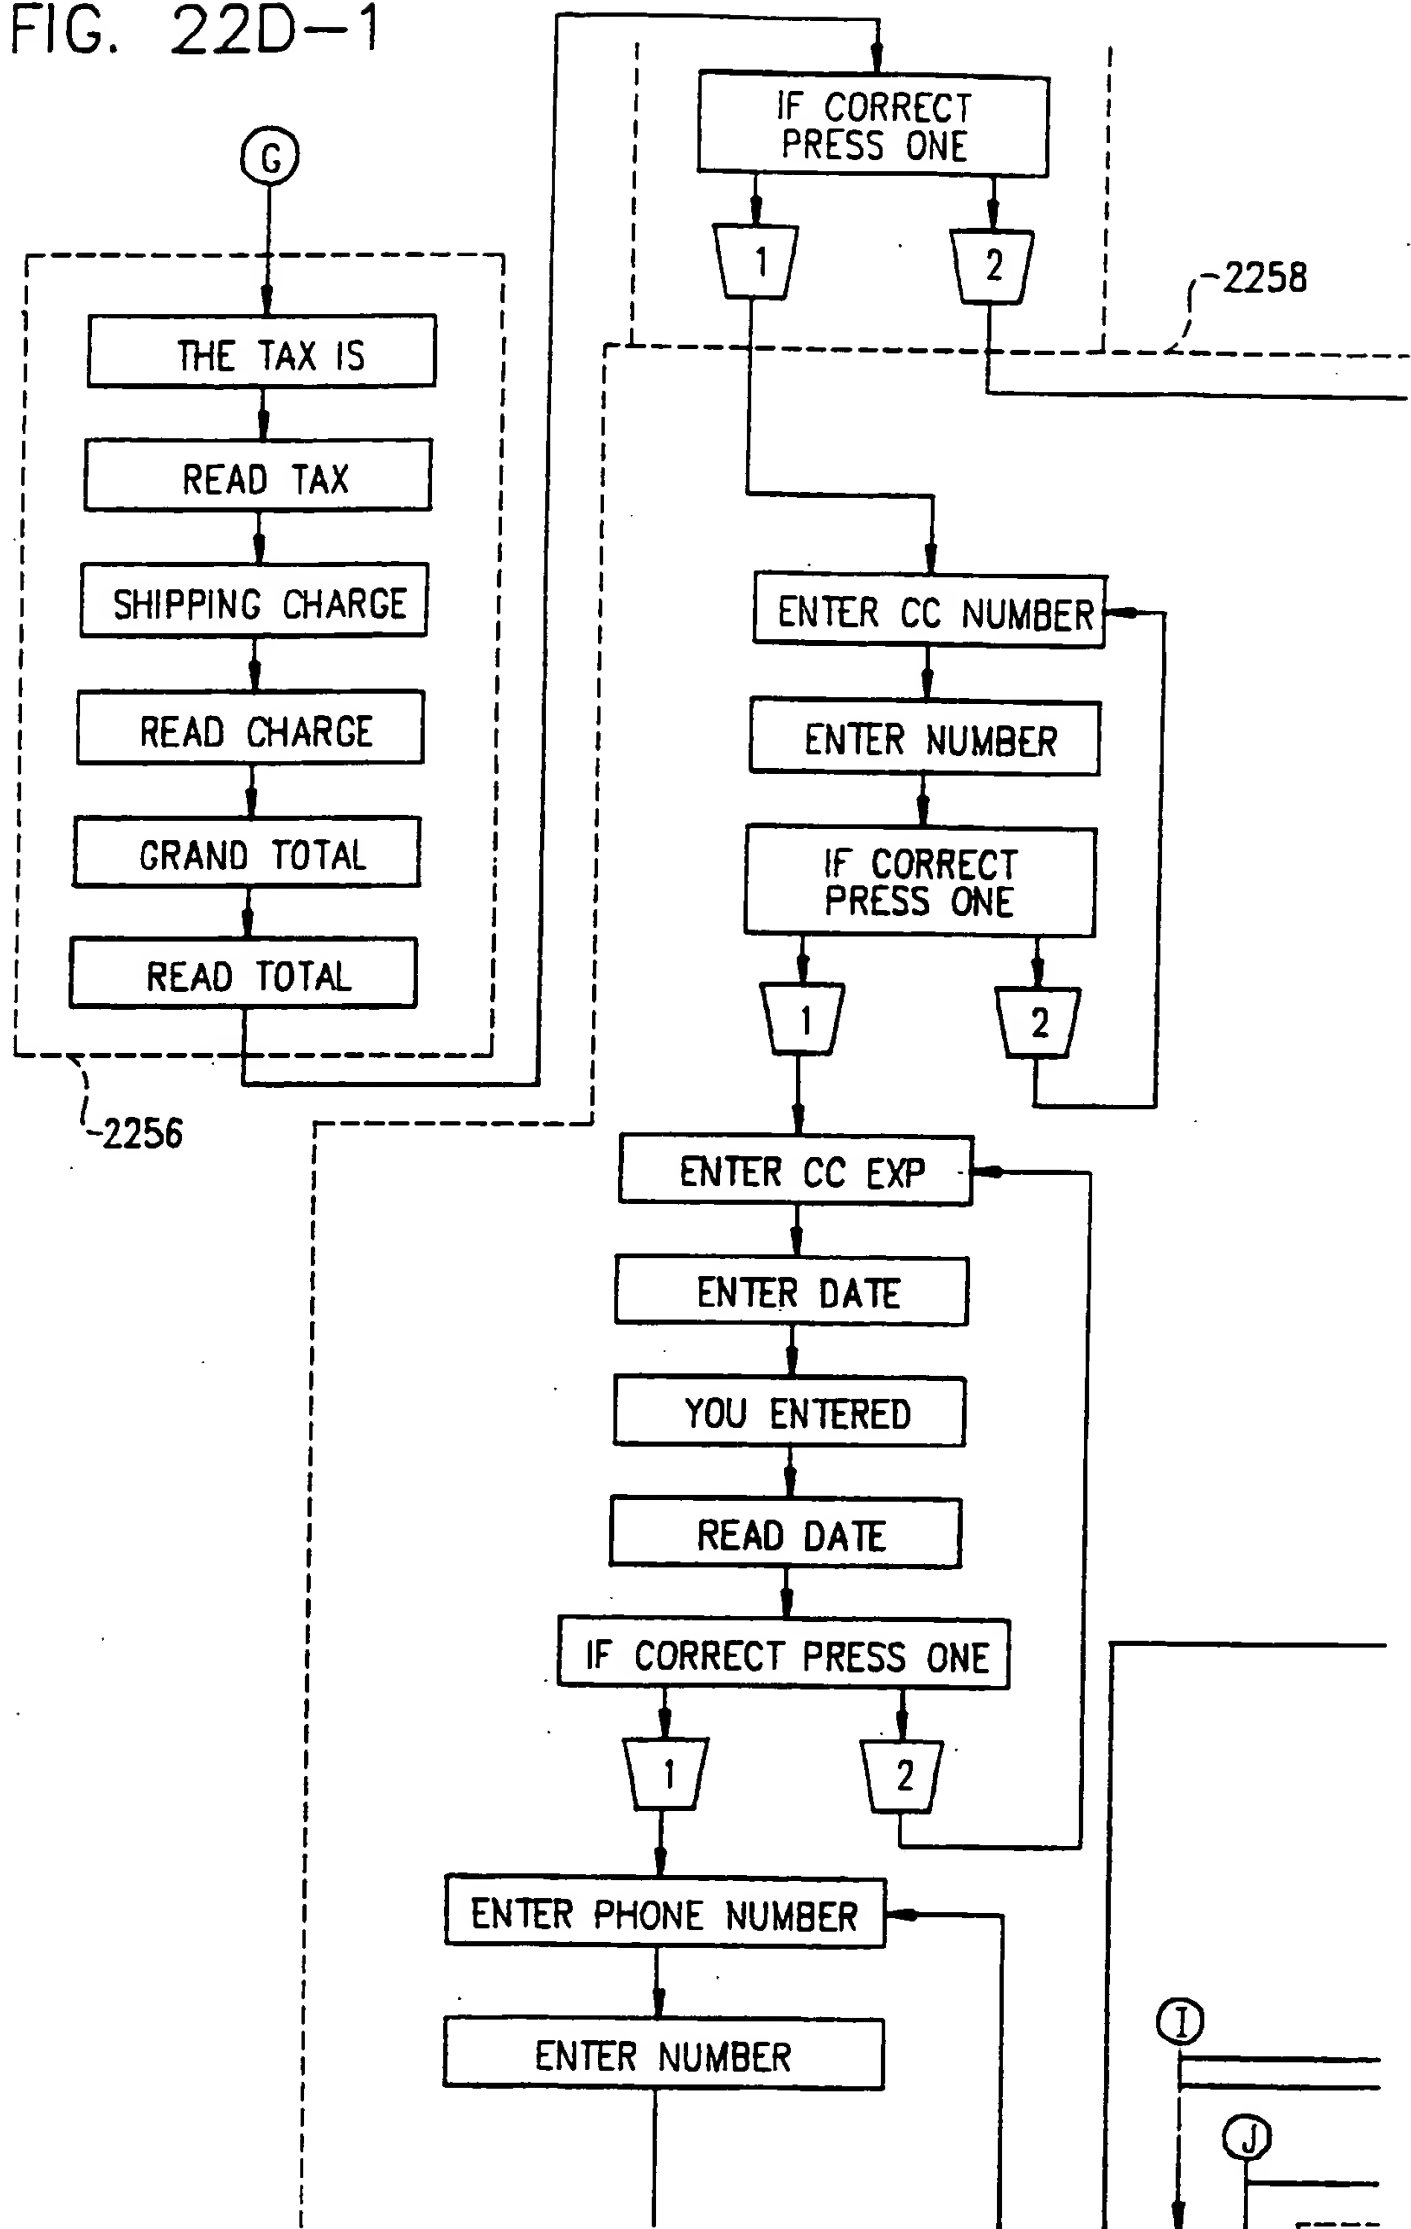 FIG. 22D-1
G
THE TAX IS
READ TAX
SHIPPING CHARGE
READ CHARGE
GRAND TOTAL
READ TOTAL
2256
IF CORRECT
PRESS ONE
1
2
2258
ENTER CC NUMBER
ENTER NUMBER
IF CORRECT
PRESS ONE
1
2
ENTER CC EXP
ENTER DATE
YOU ENTERED
READ DATE
IF CORRECT PRESS ONE
1
2
ENTER PHONE NUMBER
ENTER NUMBER
I
J